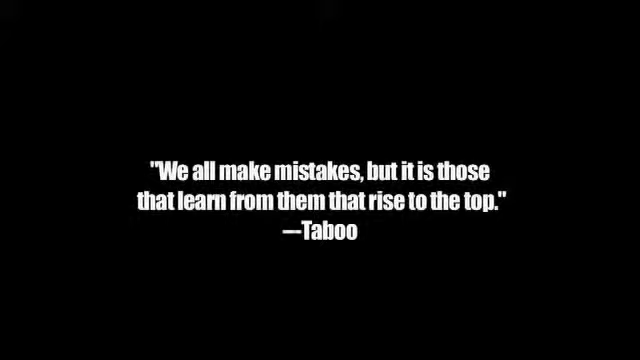 "We all make mistakes, but it is those
that learn from them that rise to the top."
---Taboo